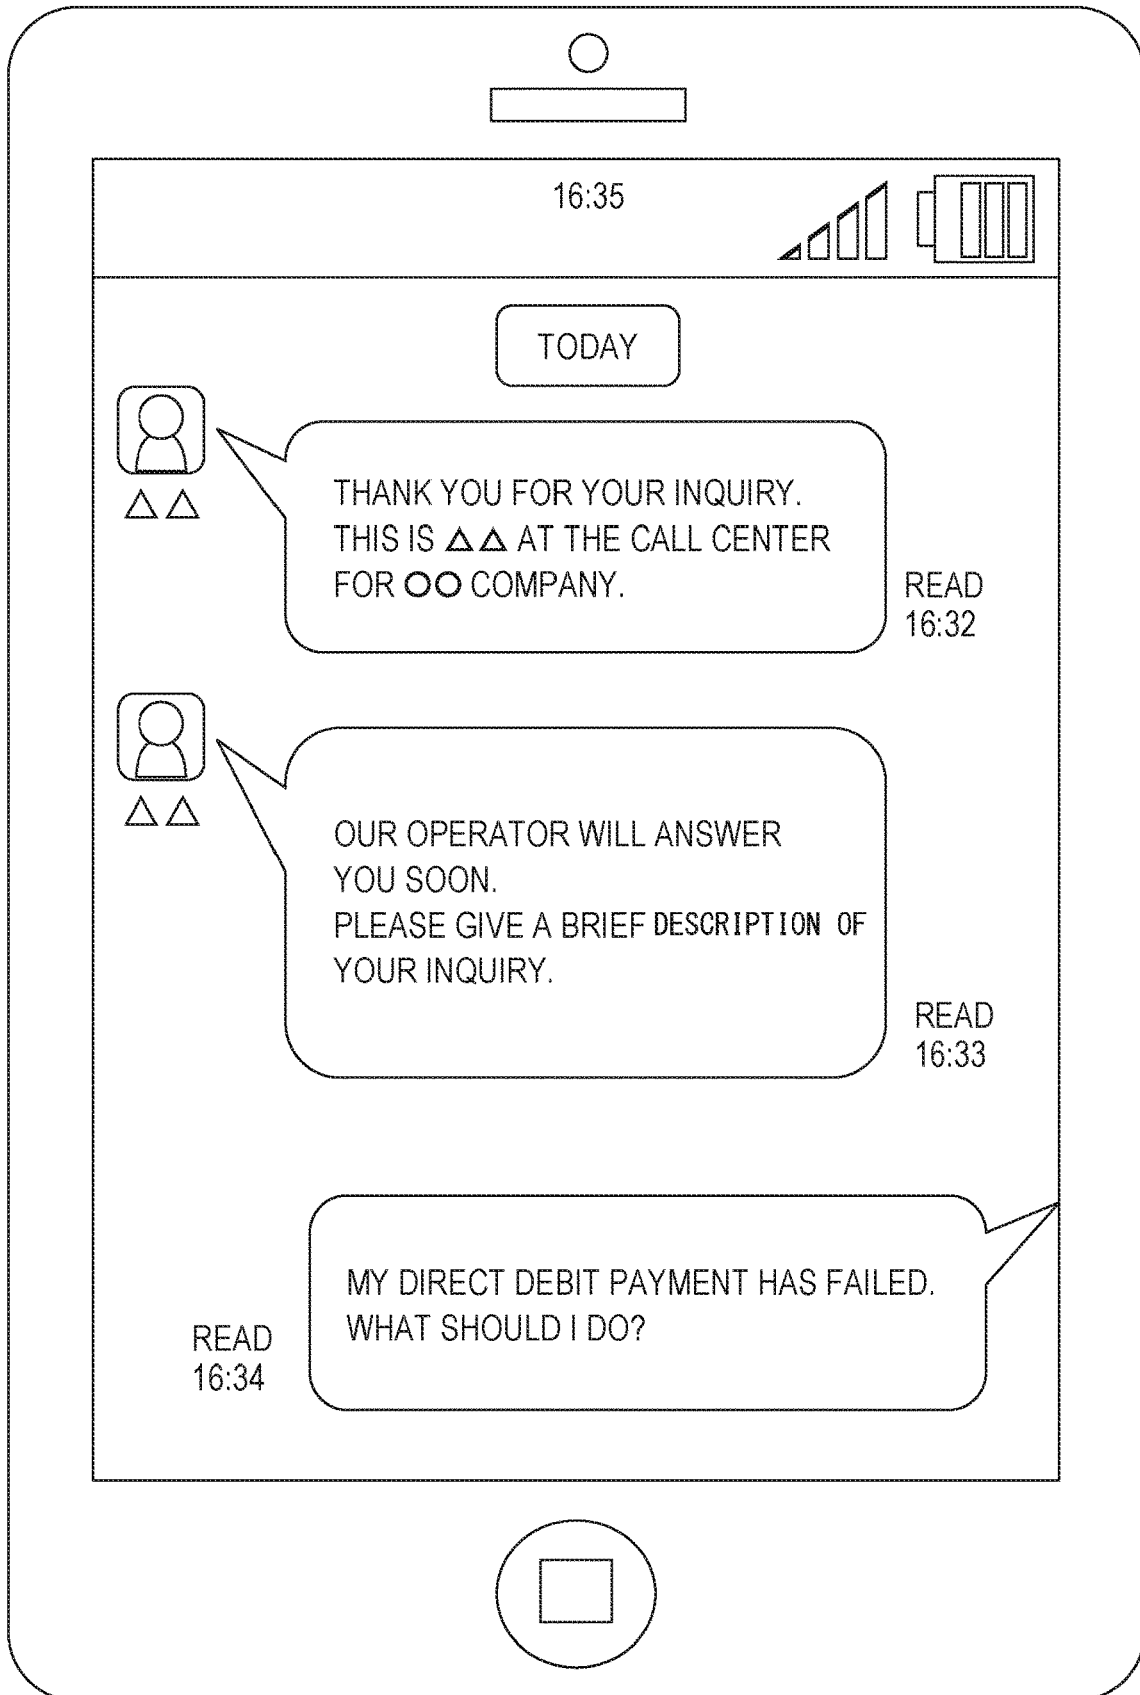 16:35
TODAY
△△
THANK YOU FOR YOUR INQUIRY.
THIS IS △△ AT THE CALL CENTER
FOR ○○ COMPANY.
READ
16:32
△△
OUR OPERATOR WILL ANSWER
YOU SOON.
PLEASE GIVE A BRIEF DESCRIPTION OF
YOUR INQUIRY.
READ
16:33
MY DIRECT DEBIT PAYMENT HAS FAILED.
WHAT SHOULD I DO?
READ
16:34